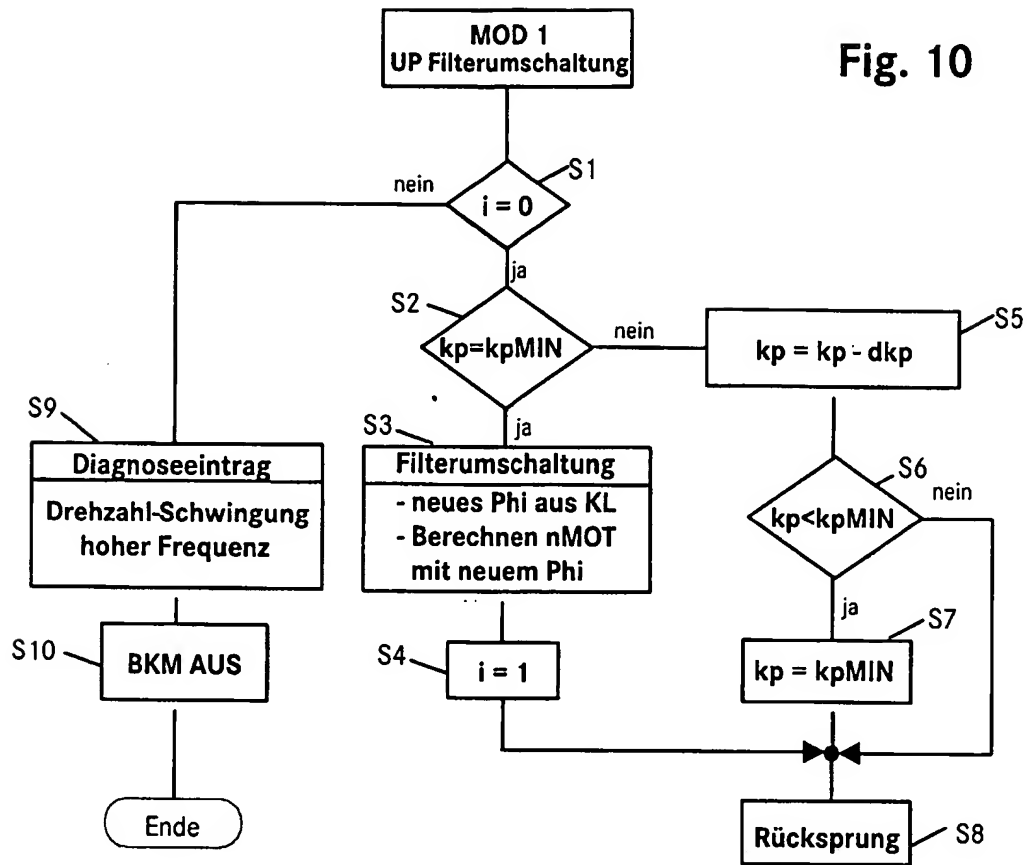 MOD 1
UP Filterumschaltung
Fig. 10
S1
nein
i = 0
ja
S2
kp=kpMIN
nein
S5
kp = kp - dkp
S9
Diagnoseeintrag
Drehzahl-Schwingung
hoher Frequenz
ja
S3
Filterumschaltung
- neues Phi aus KL
- Berechnen nMOT
mit neuem Phi
S6
nein
kp<kpMIN
ja
S10
BKM AUS
S4
i = 1
S7
kp = kpMIN
Ende
Rücksprung
S8